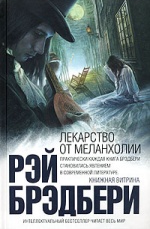 ЛЕКАРСТВО
ОТ МЕЛАНХОЛИИ
ПРАКТИЧЕСКИ КАЖДАЯ КНИГА БРЭДБЕРИ
СТАНОВИЛАСЬ ЯВЛЕНИЕМ
В СОВРЕМЕННОЙ ЛИТЕРАТУРЕ.
КНИЖНАЯ ВИТРИНА
РЭЙ
БРЭДБЕРИ
ИНТЕЛЛЕКТУАЛЬНЫЙ БЕСТСЕЛЛЕР ЧИТАЕТ ВЕСЬ МИР